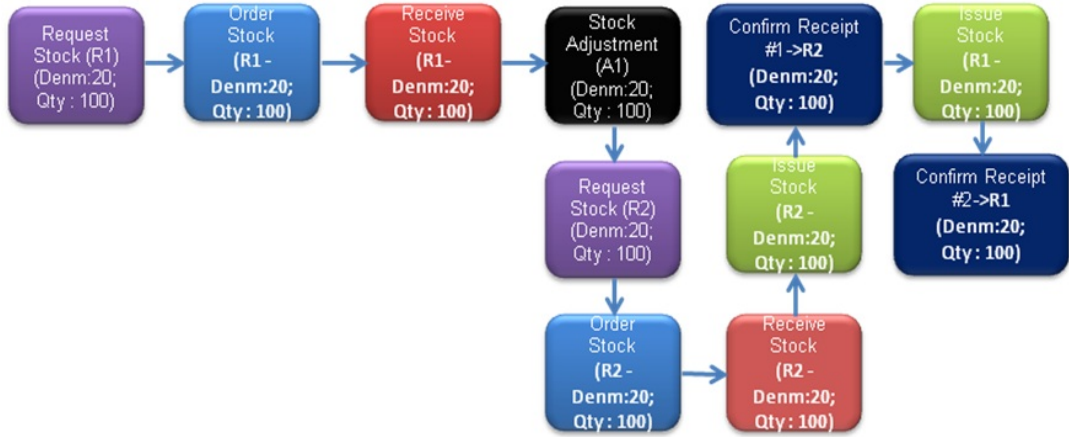 Request
Stock (R1)
(Denm:20;
Qty : 100)
Order
Stock
(R1 -
Denm:20;
Qty : 100)
Receive
Stock
(R1-
Denm:20;
Qty : 100)
Stock
Adjustment
(A1)
(Denm:20;
Qty : 100)
Request
Stock (R2)
(Denm:20;
Qty : 100)
Order
Stock
(R2 -
Denm:20;
Qty : 100)
Receive
Stock
(R2 -
Denm:20;
Qty : 100)
Issue
Stock
(R2 -
Denm:20;
Qty : 100)
Confirm Receipt
#1->R2
(Denm:20;
Qty : 100)
Issue
Stock
(R1 -
Denm:20;
Qty : 100)
Confirm Receipt
#2->R1
(Denm:20;
Qty : 100)